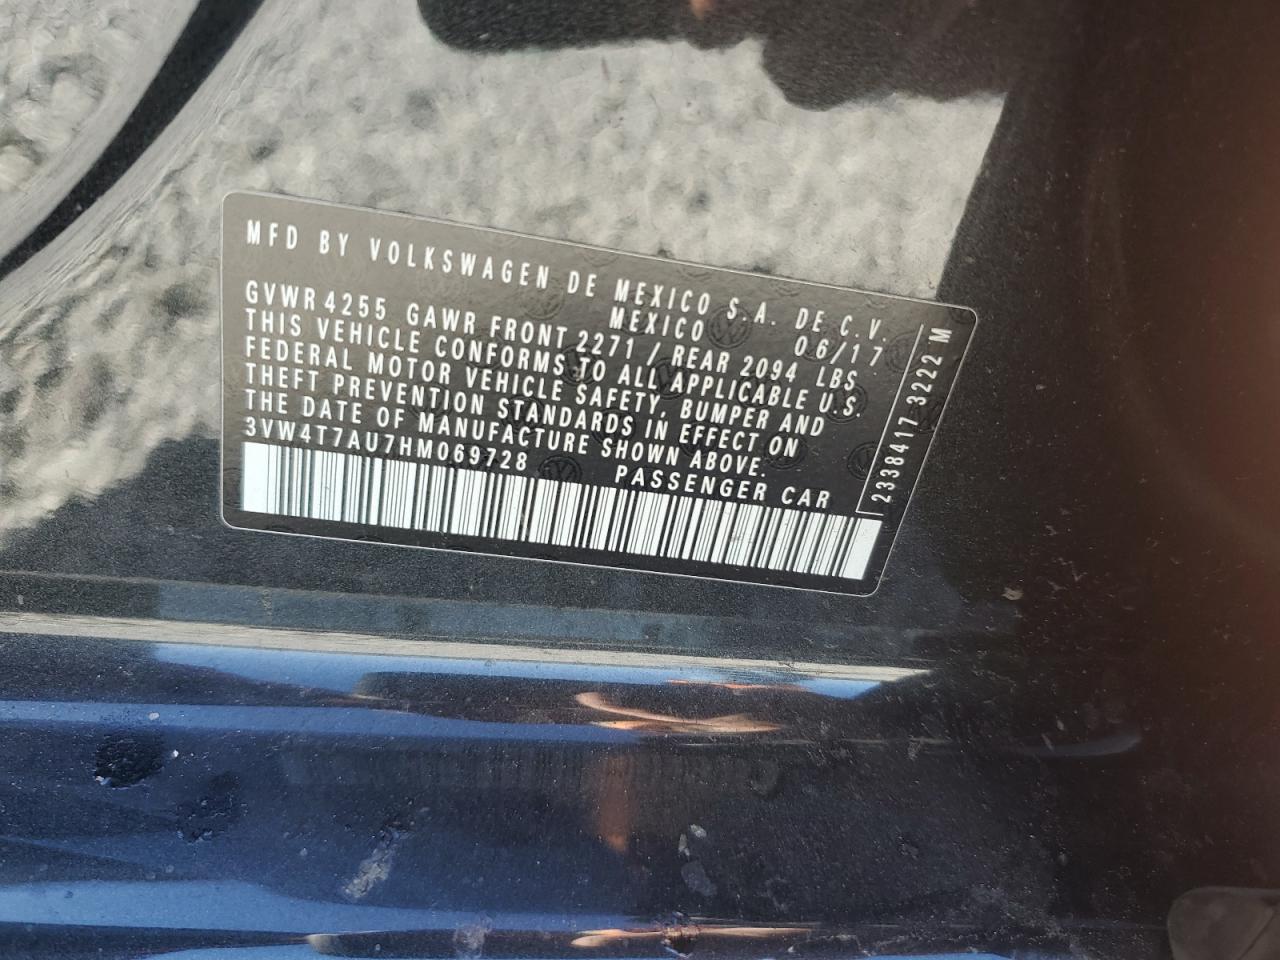 MFD BY VOLKSWAGEN DE MEXICO S.A. DE C.V.
MEXICO 06/17
GVWR 4255 GAWR FRONT 2271 / REAR 2094 LBS
THIS VEHICLE CONFORMS TO ALL APPLICABLE U.S.
FEDERAL MOTOR VEHICLE SAFETY, BUMPER AND
THEFT PREVENTION STANDARDS IN EFFECT ON
THE DATE OF MANUFACTURE SHOWN ABOVE.
3VW4T7AU7HM069728 PASSENGER CAR
2338417-3222 M